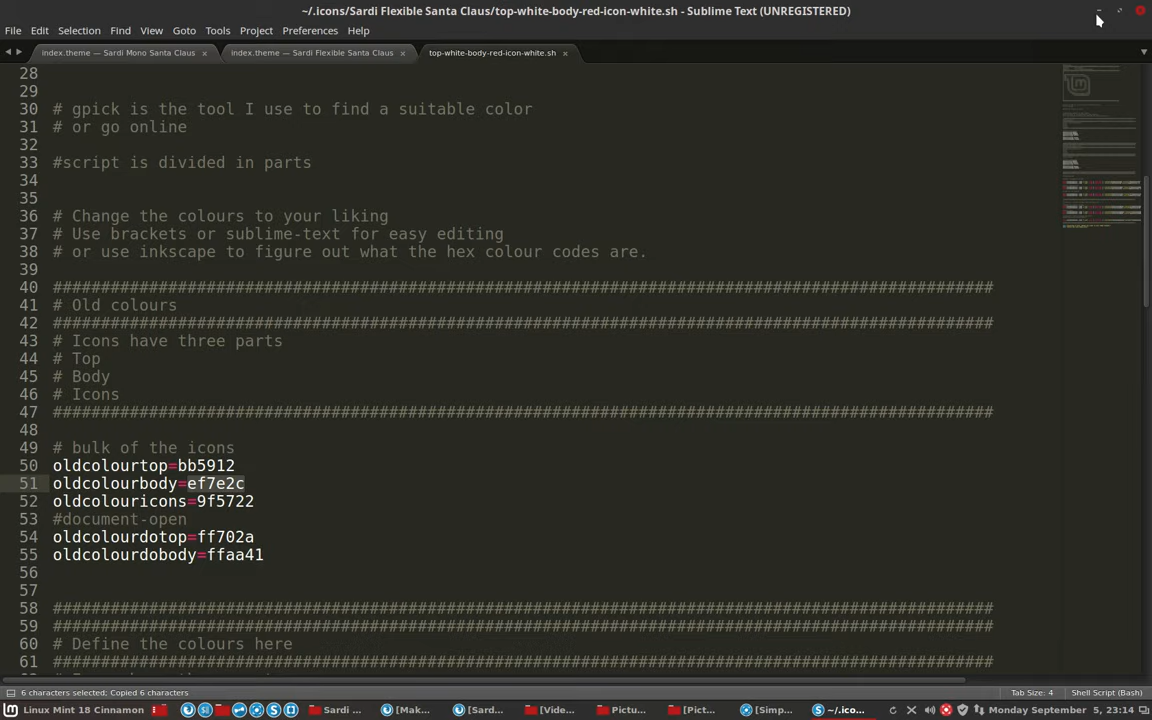 ~/.icons/Sardi Flexible Santa Claus/top-white-body-red-icon-white.sh - Sublime Text (UNREGISTERED)
File Edit Selection Find View Goto Tools Project Preferences Help
index.theme — Sardi Mono Santa Claus × index.theme — Sardi Flexible Santa Claus × top-white-body-red-icon-white.sh ×
28
29
30 # gpick is the tool I use to find a suitable color
31 # or go online
32
33 #script is divided in parts
34
35
36 # Change the colours to your liking
37 # Use brackets or sublime-text for easy editing
38 # or use inkscape to figure out what the hex colour codes are.
39
40 ##################################################################################################
41 # Old colours
42 ##################################################################################################
43 # Icons have three parts
44 # Top
45 # Body
46 # Icons
47 ##################################################################################################
48
49 # bulk of the icons
50 oldcolourtop=bb5912
51 oldcolourbody=ef7e2c
52 oldcolouricons=9f5722
53 #document-open
54 oldcolourdotop=ff702a
55 oldcolourdobody=ffaa41
56
57
58 ##################################################################################################
59 ##################################################################################################
60 # Define the colours here
61 ##################################################################################################
6 characters selected; Copied 6 characters Tab Size: 4 Shell Script (Bash)
Linux Mint 18 Cinnamon Sardi ... [Mak... [Sard... [Vide... Pictu... [Pict... [Simp... ~/.ico... Monday September 5, 23:14